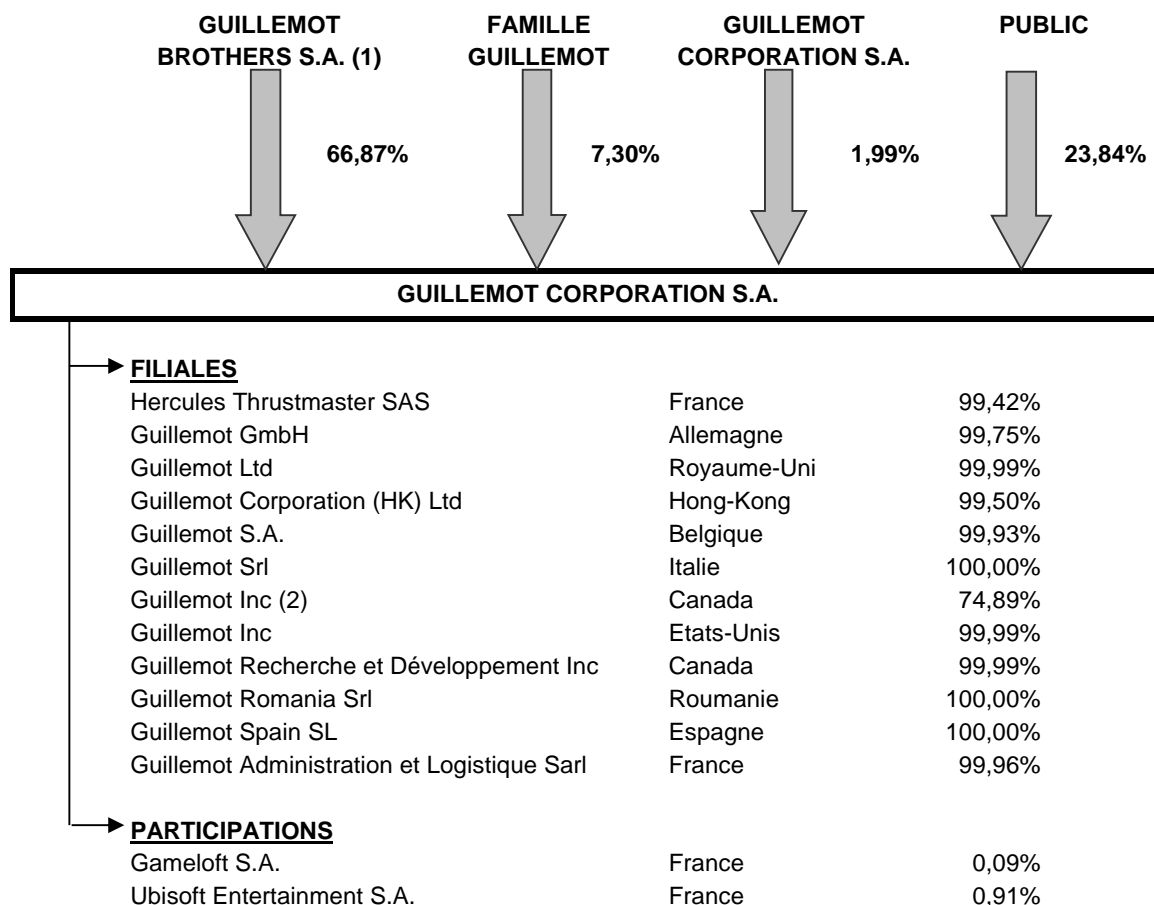 GUILLEMOT BROTHERS S.A. (1)
FAMILLE GUILLEMOT
GUILLEMOT CORPORATION S.A.
PUBLIC
66,87% 7,30% 1,99% 23,84%
GUILLEMOT CORPORATION S.A.
FILIALES
Hercules Thrustmaster SAS France 99,42%
Guillemot GmbH Allemagne 99,75%
Guillemot Ltd Royaume-Uni 99,99%
Guillemot Corporation (HK) Ltd Hong-Kong 99,50%
Guillemot S.A. Belgique 99,93%
Guillemot Srl Italie 100,00%
Guillemot Inc (2) Canada 74,89%
Guillemot Inc Etats-Unis 99,99%
Guillemot Recherche et Développement Inc Canada 99,99%
Guillemot Romania Srl Roumanie 100,00%
Guillemot Spain SL Espagne 100,00%
Guillemot Administration et Logistique Sarl France 99,96%
PARTICIPATIONS
Gameloft S.A. France 0,09%
Ubisoft Entertainment S.A. France 0,91%